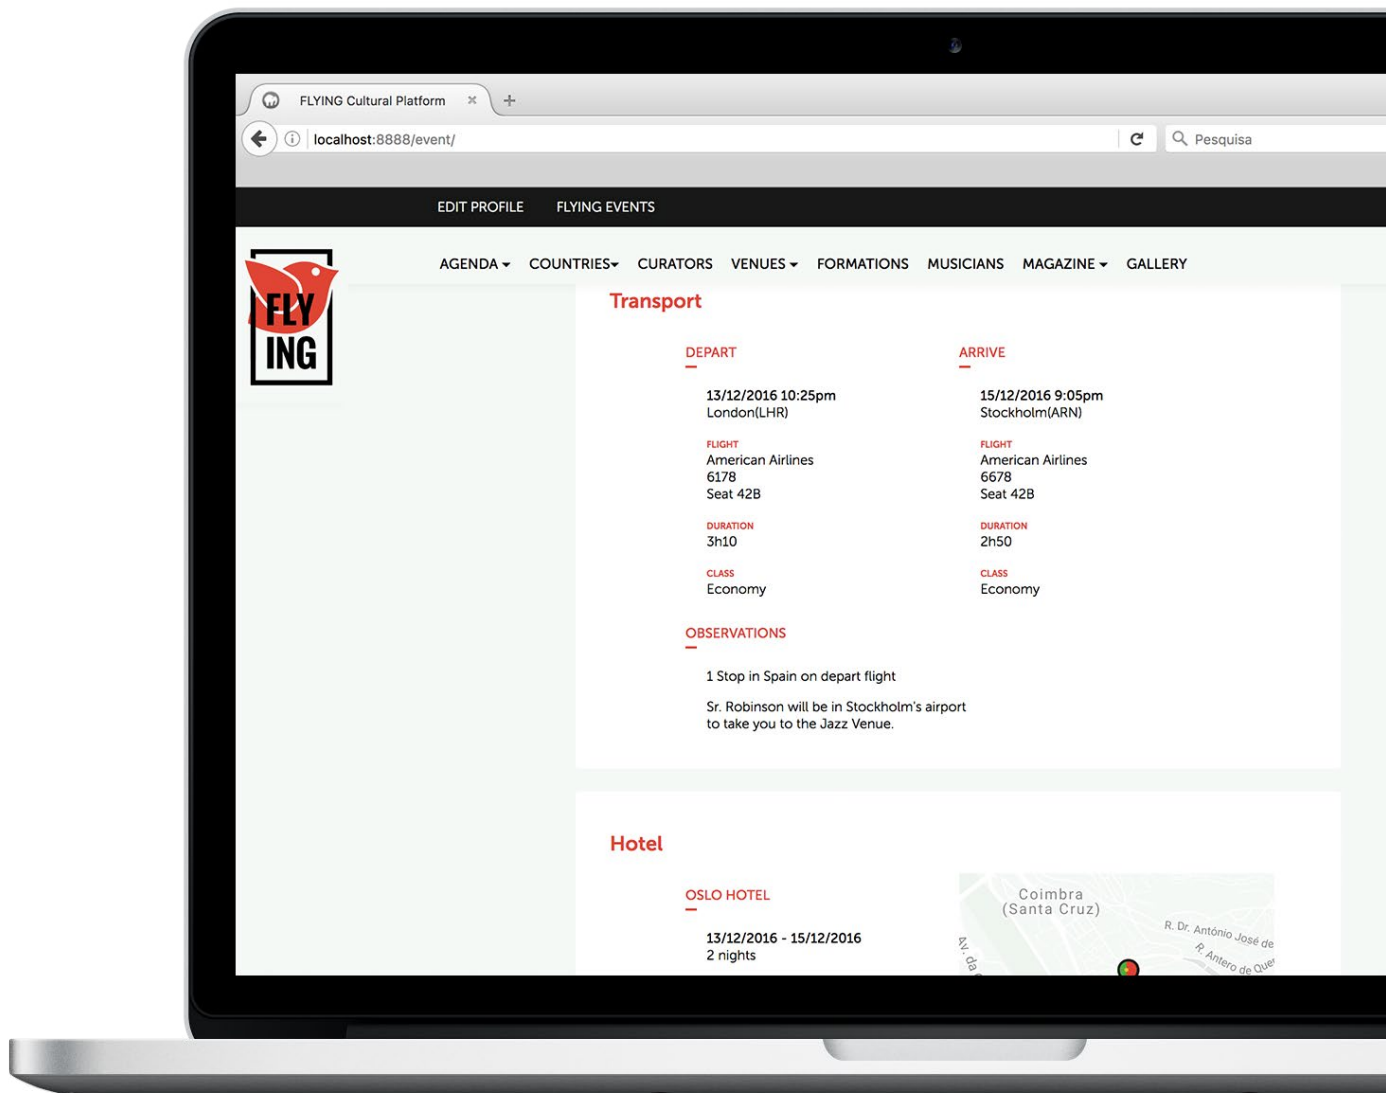 FLYING Cultural Platform
localhost:8888/event/
Pesquisa
EDIT PROFILE FLYING EVENTS
FLY
ING
AGENDA COUNTRIES CURATORS VENUES FORMATIONS MUSICIANS MAGAZINE GALLERY
Transport
DEPART
13/12/2016 10:25pm
London(LHR)
FLIGHT
American Airlines
6178
Seat 42B
DURATION
3h10
CLASS
Economy
ARRIVE
15/12/2016 9:05pm
Stockholm(ARN)
FLIGHT
American Airlines
6678
Seat 42B
DURATION
2h50
CLASS
Economy
OBSERVATIONS
1 Stop in Spain on depart flight
Sr. Robinson will be in Stockholm's airport
to take you to the Jazz Venue.
Hotel
OSLO HOTEL
13/12/2016 - 15/12/2016
2 nights
Coimbra
(Santa Cruz)
R. Dr. António José de
R. Antero de Quer
Av. da